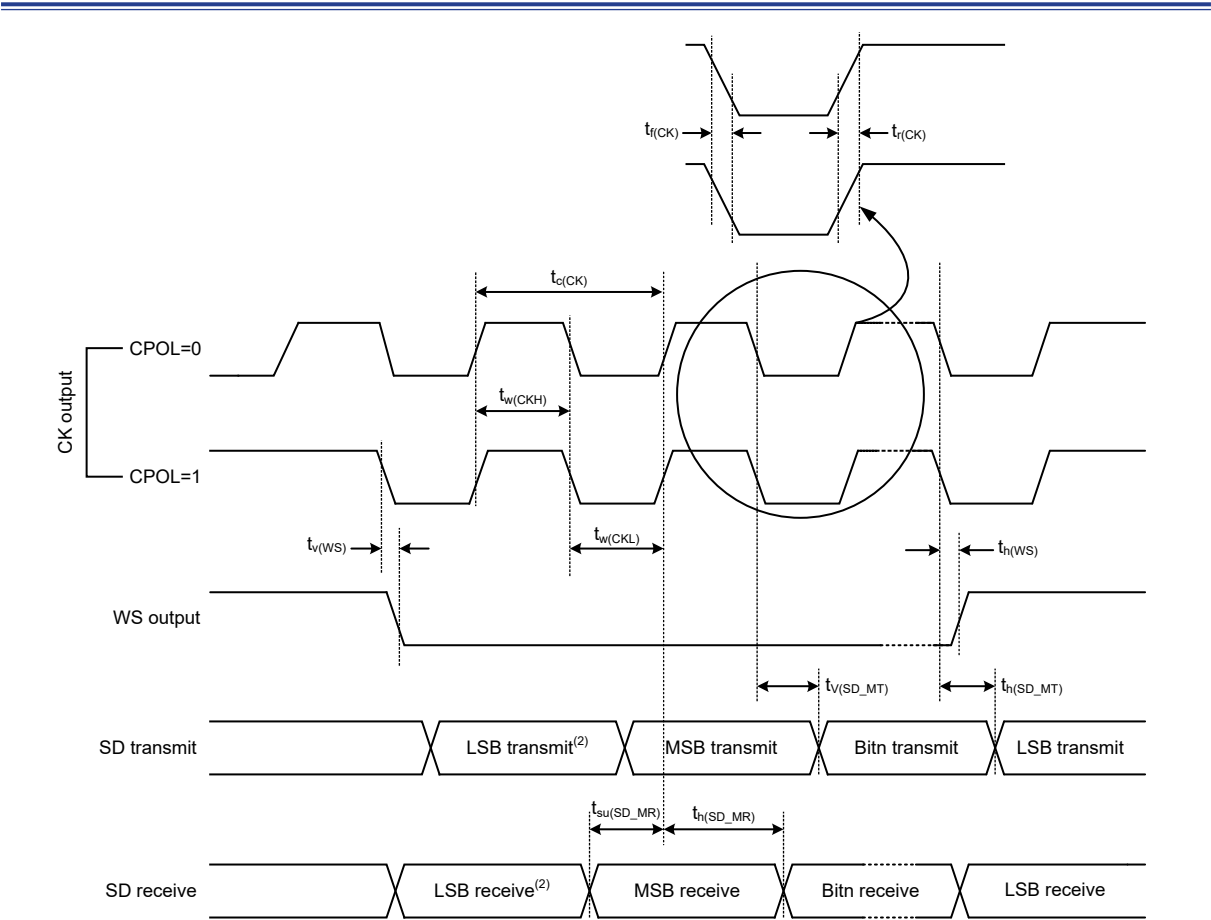 tf(CK)
tr(CK)
tc(CK)
CPOL=0
tw(CKH)
CK output
CPOL=1
tv(WS)
tw(CKL)
th(WS)
WS output
tV(SD_MT)
th(SD_MT)
SD transmit
LSB transmit(2)
MSB transmit
Bitn transmit
LSB transmit
tsu(SD_MR)
th(SD_MR)
SD receive
LSB receive(2)
MSB receive
Bitn receive
LSB receive